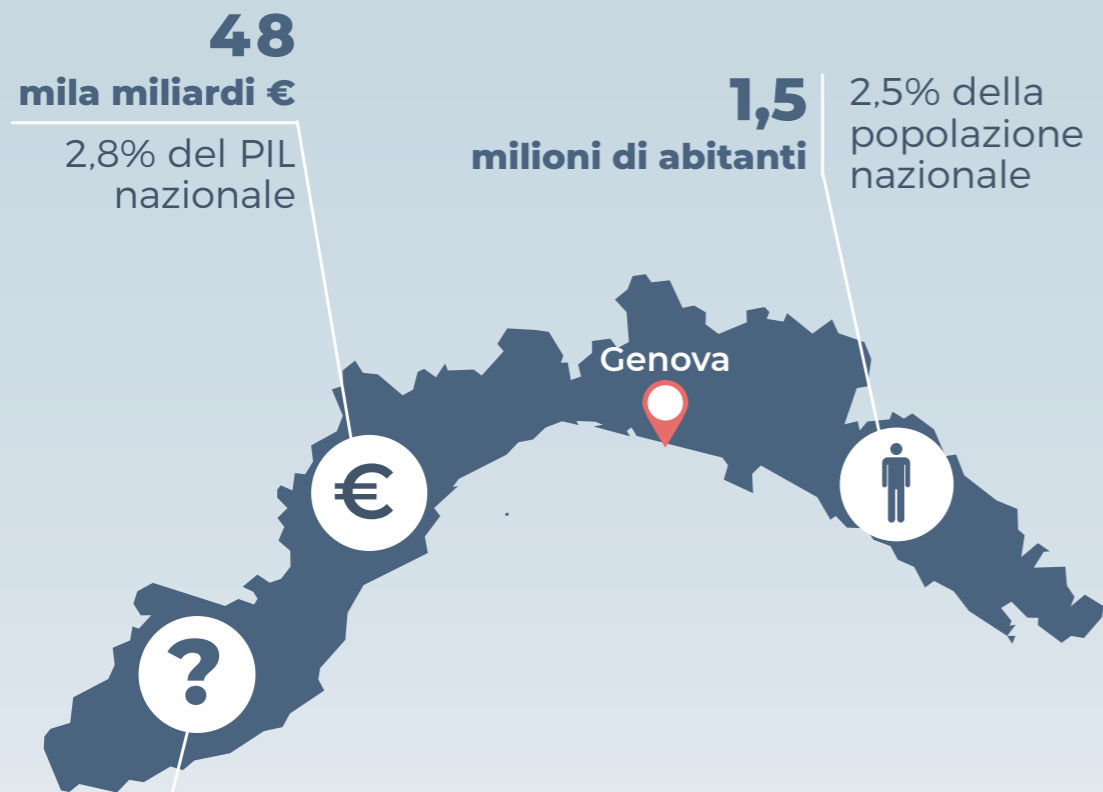 48
mila miliardi €
2,8% del PIL
nazionale
1,5
milioni di abitanti
2,5% della
popolazione
nazionale
Genova
€
?